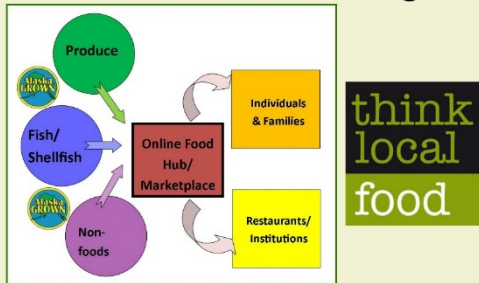 Produce
Alaska
GROWN
Fish/
Shellfish
Alaska
GROWN
Non-
foods
Online Food
Hub/
Marketplace
Individuals
& Families
Restaurants/
Institutions
think
local
food